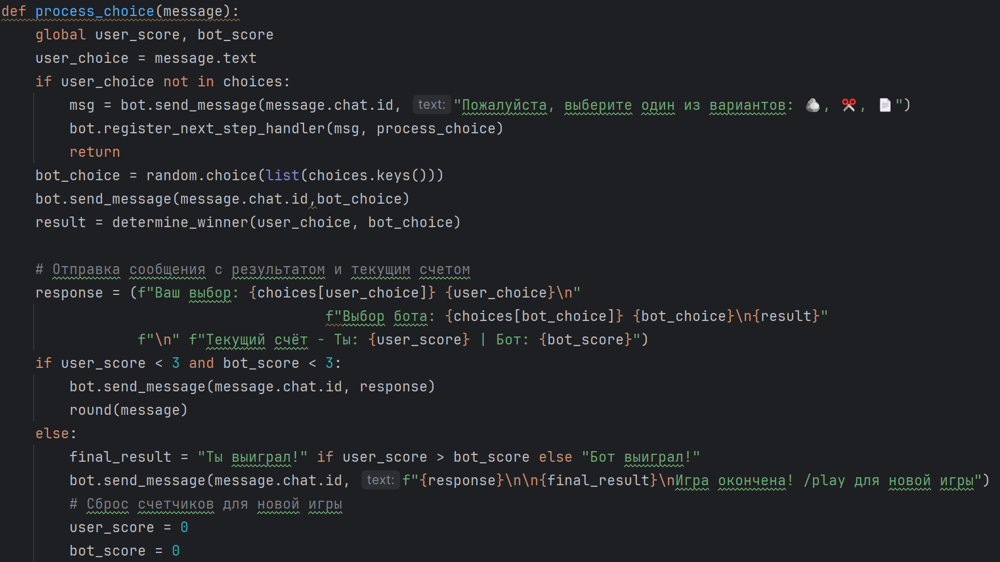 def process_choice(message):
    global user_score, bot_score
    user_choice = message.text
    if user_choice not in choices:
        msg = bot.send_message(message.chat.id, text: "Пожалуйста, выберите один из вариантов: 🪨, ✂️, 📄")
        bot.register_next_step_handler(msg, process_choice)
        return
    bot_choice = random.choice(list(choices.keys()))
    bot.send_message(message.chat.id,bot_choice)
    result = determine_winner(user_choice, bot_choice)
    # Отправка сообщения с результатом и текущим счетом
    response = (f"Ваш выбор: {choices[user_choice]} {user_choice}\n"
                                      f"Выбор бота: {choices[bot_choice]} {bot_choice}\n{result}"
                f"\n" f"Текущий счёт - Ты: {user_score} | Бот: {bot_score}")
    if user_score < 3 and bot_score < 3:
        bot.send_message(message.chat.id, response)
        round(message)
    else:
        final_result = "Ты выиграл!" if user_score > bot_score else "Бот выиграл!"
        bot.send_message(message.chat.id, text: f"{response}\n\n{final_result}\nИгра окончена! /play для новой игры")
        # Сброс счетчиков для новой игры
        user_score = 0
        bot_score = 0